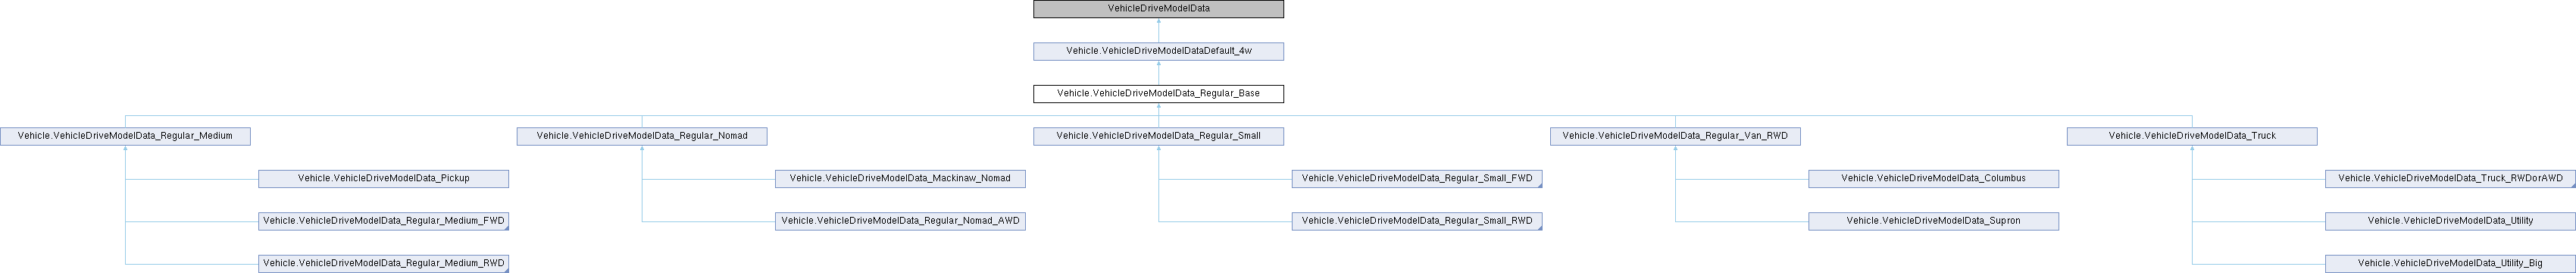 VehicleDriveModelData
Vehicle.VehicleDriveModelDataDefault_4w
Vehicle.VehicleDriveModelData_Regular_Base
Vehicle.VehicleDriveModelData_Regular_Medium
Vehicle.VehicleDriveModelData_Regular_Nomad
Vehicle.VehicleDriveModelData_Regular_Small
Vehicle.VehicleDriveModelData_Regular_Van_RWD
Vehicle.VehicleDriveModelData_Truck
Vehicle.VehicleDriveModelData_Pickup
Vehicle.VehicleDriveModelData_Mackinaw_Nomad
Vehicle.VehicleDriveModelData_Regular_Small_FWD
Vehicle.VehicleDriveModelData_Columbus
Vehicle.VehicleDriveModelData_Truck_RWDorAWD
Vehicle.VehicleDriveModelData_Regular_Medium_FWD
Vehicle.VehicleDriveModelData_Regular_Nomad_AWD
Vehicle.VehicleDriveModelData_Regular_Small_RWD
Vehicle.VehicleDriveModelData_Supron
Vehicle.VehicleDriveModelData_Utility
Vehicle.VehicleDriveModelData_Regular_Medium_RWD
Vehicle.VehicleDriveModelData_Utility_Big